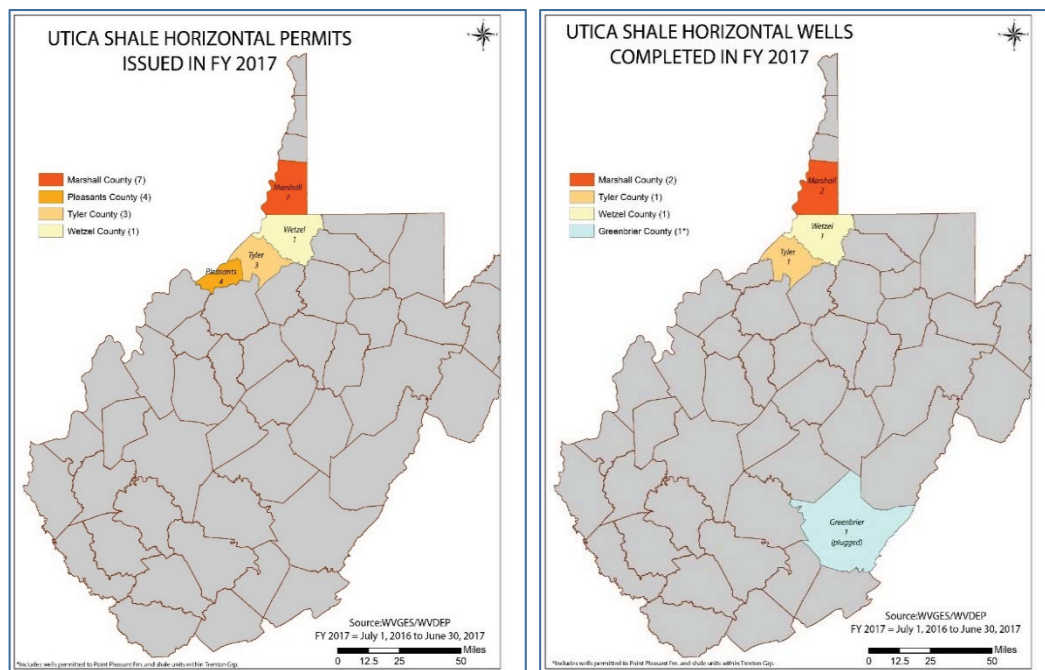 UTICA SHALE HORIZONTAL PERMITS
ISSUED IN FY 2017
Marshall County (7)
Pleasants County (4)
Tyler County (3)
Wetzel County (1)
Marshall
7
Wetzel
1
Tyler
3
Pleasants
4
Source:WVGES/WVDEP
FY 2017 = July 1, 2016 to June 30, 2017
Miles
0 12.5 25 50
*Includes wells permitted to Point Pleasant Fm. and shale units within Trenton Grp.
UTICA SHALE HORIZONTAL WELLS
COMPLETED IN FY 2017
Marshall County (2)
Tyler County (1)
Wetzel County (1)
Greenbrier County (1*)
Marshall
2
Wetzel
1
Tyler
1
Greenbrier
1
(plugged)
Source:WVGES/WVDEP
FY 2017 = July 1, 2016 to June 30, 2017
Miles
0 12.5 25 50
*Includes wells permitted to Point Pleasant Fm. and shale units within Trenton Grp.